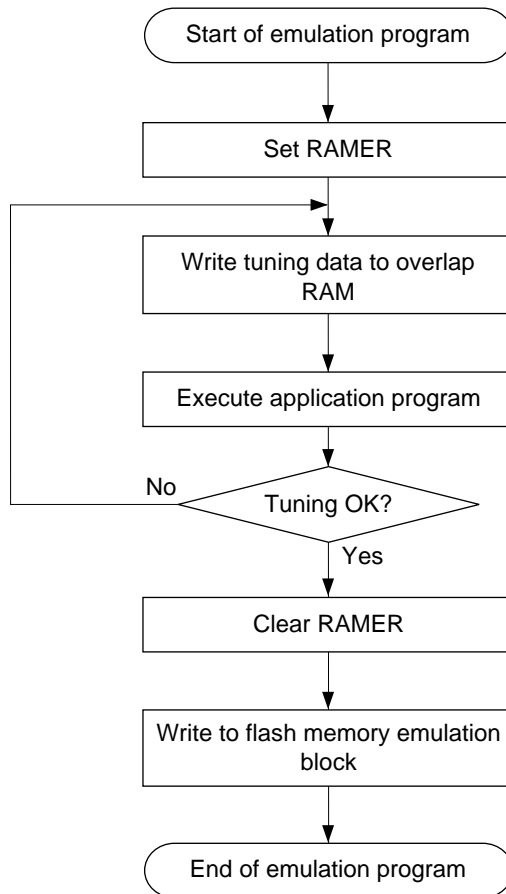 Start of emulation program
Set RAMER
Write tuning data to overlap
RAM
Execute application program
No
Tuning OK?
Yes
Clear RAMER
Write to flash memory emulation
block
End of emulation program